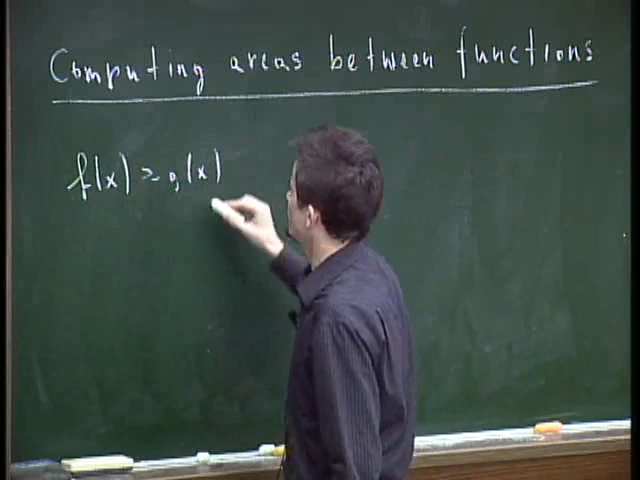 Computing areas between functions
f(x) ≥ g(x)